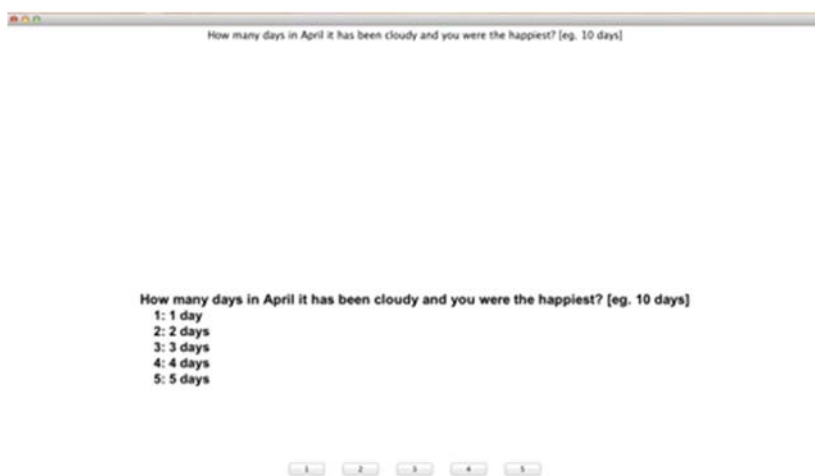 How many days in April it has been cloudy and you were the happiest? [eg. 10 days]
How many days in April it has been cloudy and you were the happiest? [eg. 10 days]
1: 1 day
2: 2 days
3: 3 days
4: 4 days
5: 5 days
1 2 3 4 5